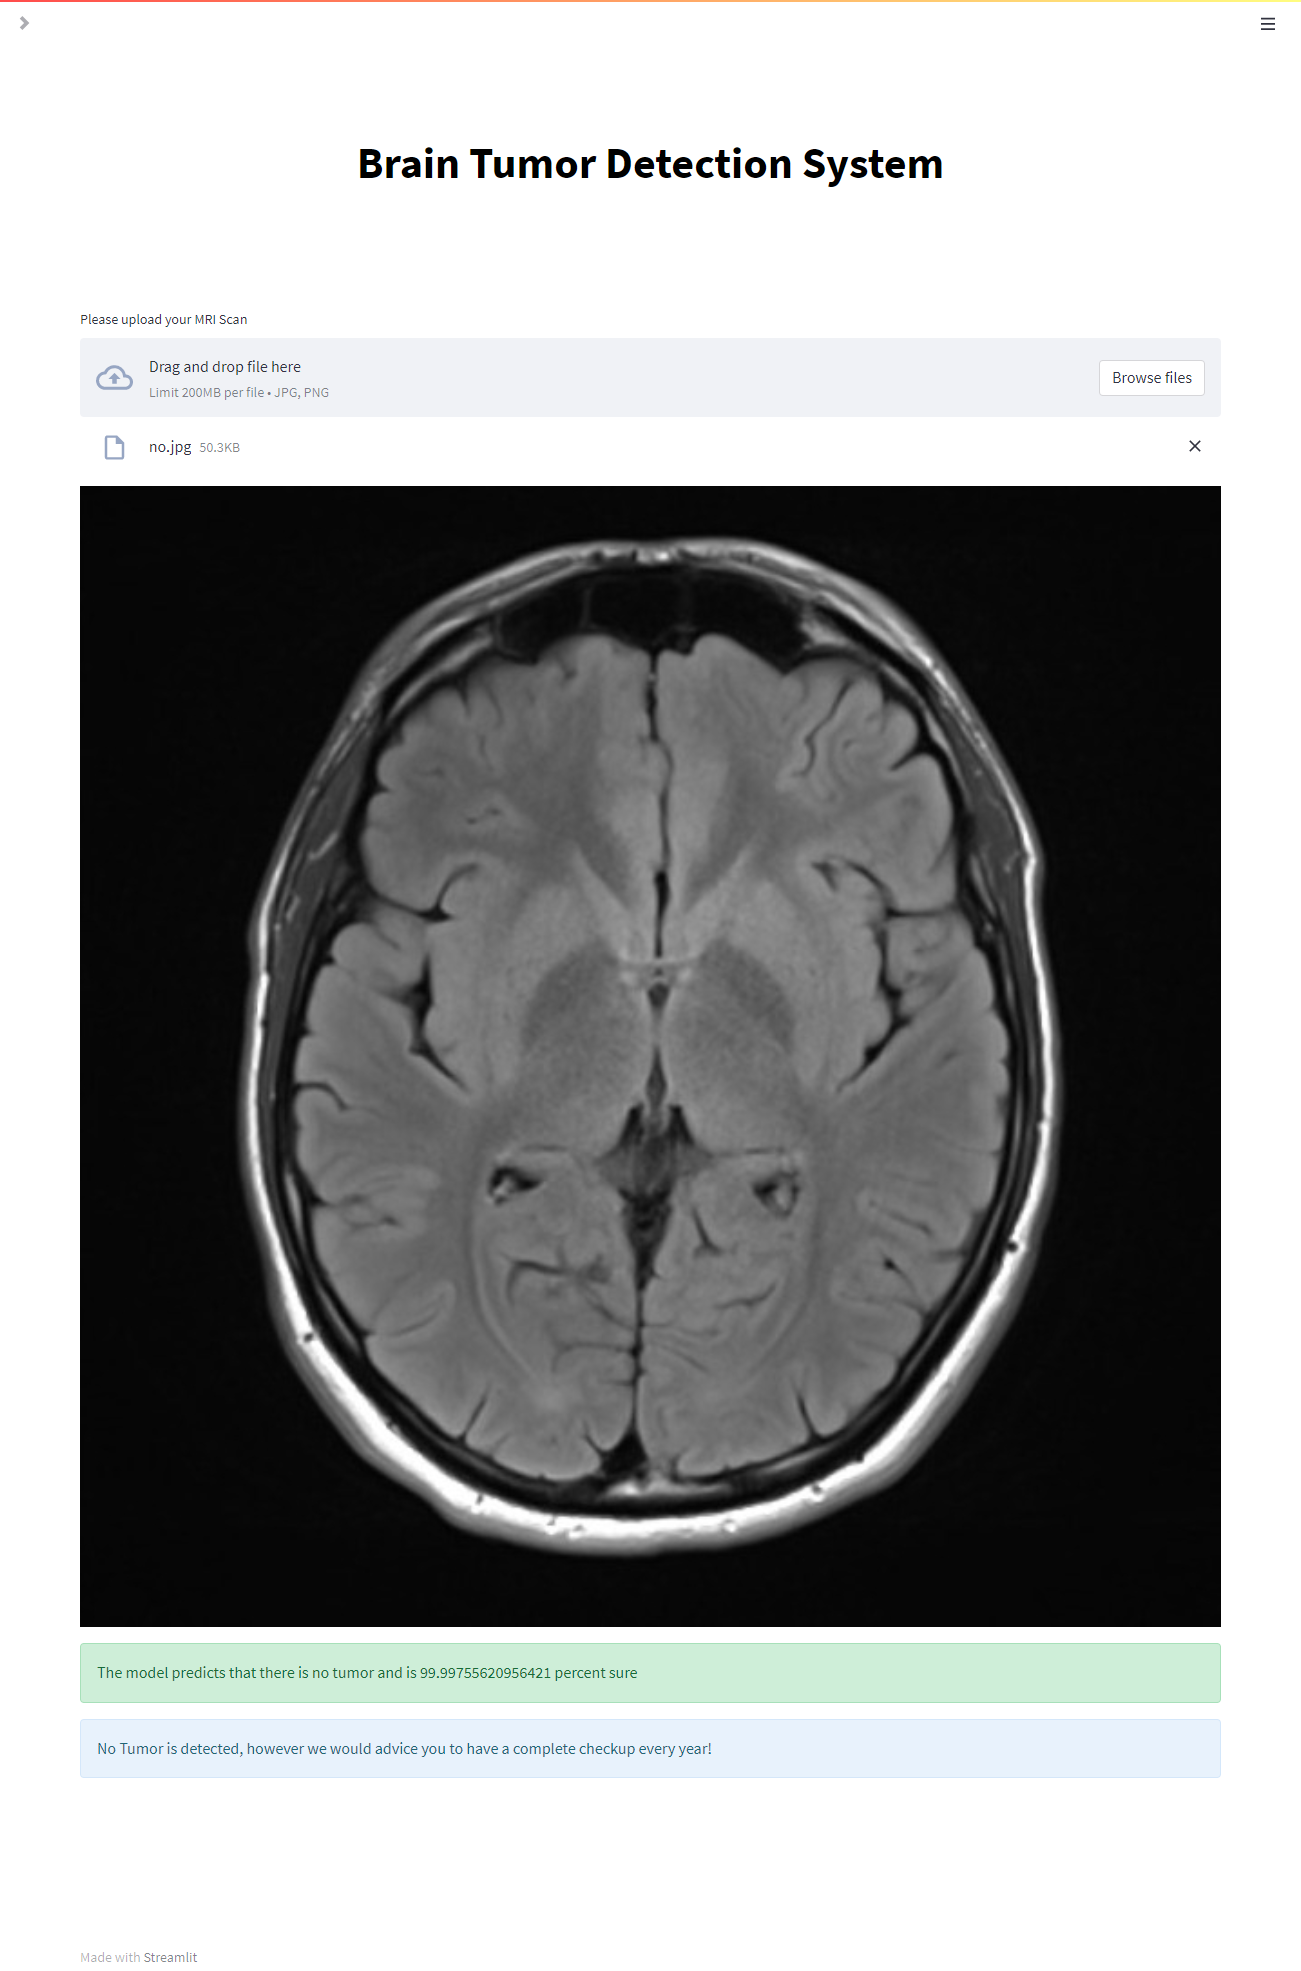 Brain Tumor Detection System
Please upload your MRI Scan
Drag and drop file here
Limit 200MB per file • JPG, PNG
Browse files
no.jpg 50.3KB
The model predicts that there is no tumor and is 99.99755620956421 percent sure
No Tumor is detected, however we would advice you to have a complete checkup every year!
Made with Streamlit